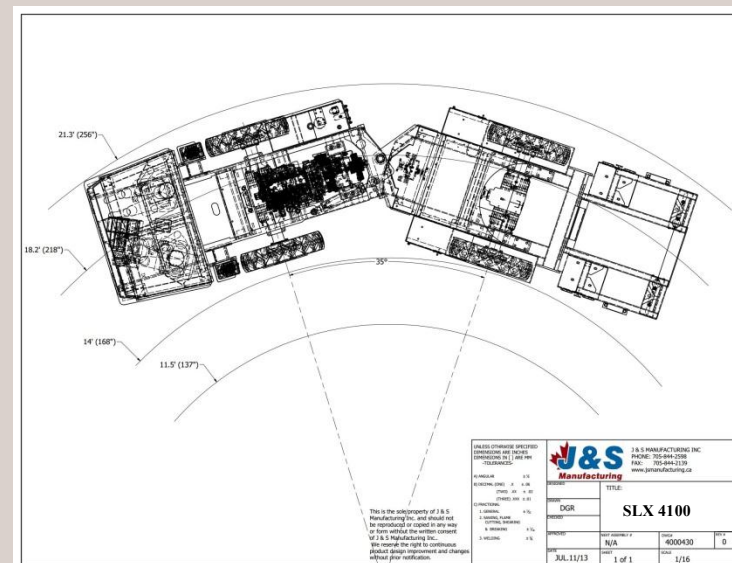 21.3' (256")
18.2' (218")
35°
14' (168")
11.5' (137")
This is the sole property of J & S
Manufacturing Inc. and should not
be reproduced or copied in any way
or form without the written consent
of J & S Manufacturing Inc..
We reserve the right to continuous
product design improvement and changes
without prior notification.
UNLESS OTHERWISE SPECIFIED
DIMENSIONS ARE INCHES
DIMENSIONS IN [ ] ARE MM
-TOLERANCES-
A) ANGULAR
B) DECIMAL (ONE)
(TWO)
(THREE)
C) FRACTIONAL
1. GENERAL
2. SAWING, FLAME
CUTTING, SHEARING
& BREAKING
3. WELDING
J&S
Manufacturing
J & S MANUFACTURING INC
PHONE: 705-844-2598
FAX: 705-844-2139
www.jsmanufacturing.ca
TITLE:
DRAWN
DGR
SLX 4100
CHECKED
APPROVED
NEXT ASSEMBLY #
N/A
4000430
REV #
0
DATE
JUL.11/13
SHEET
1 of 1
SCALE
1/16